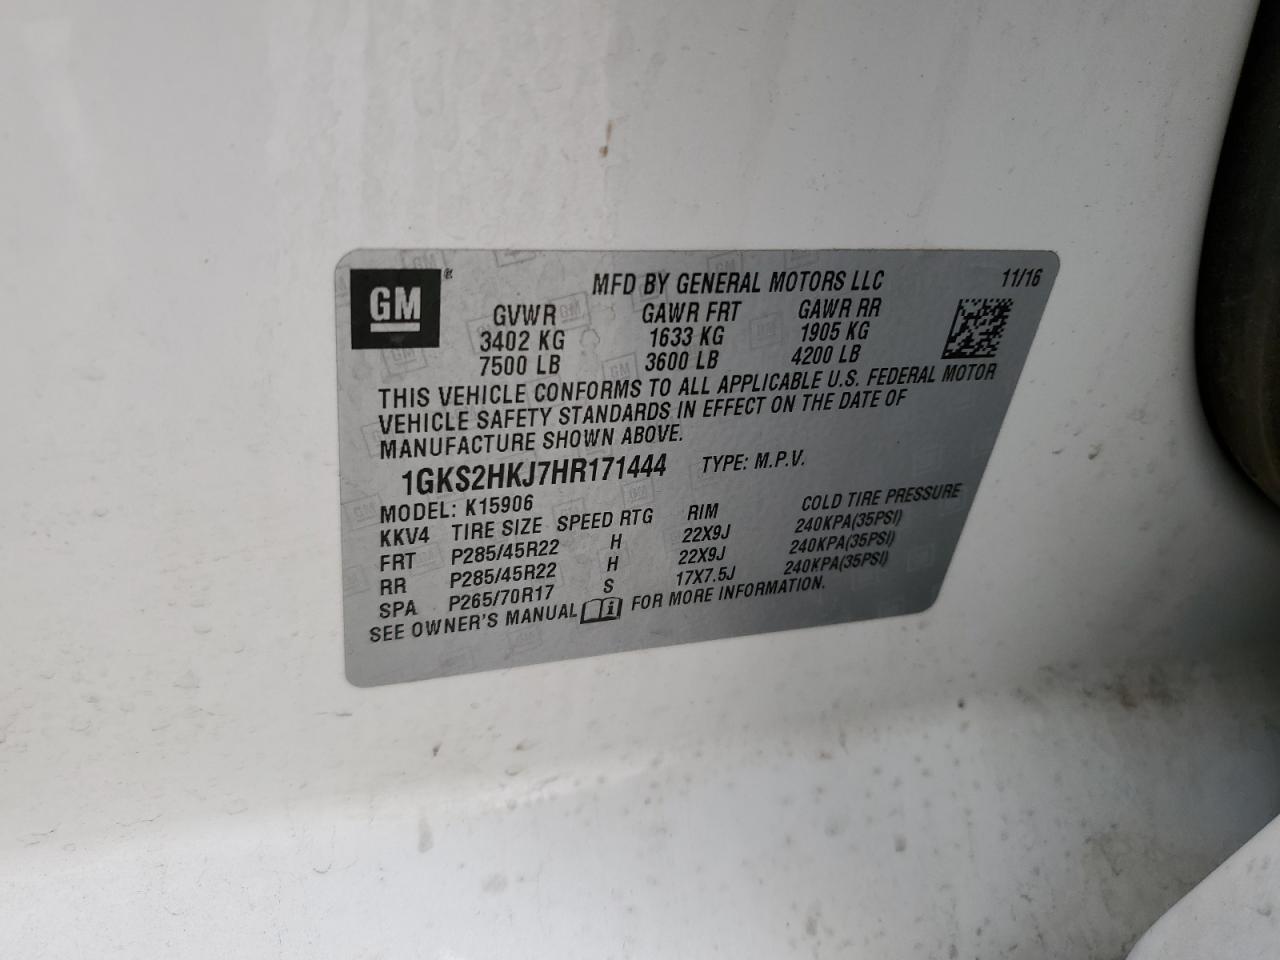 GM ®
MFD BY GENERAL MOTORS LLC 11/16
GVWR GAWR FRT GAWR RR
3402 KG 1633 KG 1905 KG
7500 LB 3600 LB 4200 LB
THIS VEHICLE CONFORMS TO ALL APPLICABLE U.S. FEDERAL MOTOR
VEHICLE SAFETY STANDARDS IN EFFECT ON THE DATE OF
MANUFACTURE SHOWN ABOVE.
1GKS2HKJ7HR171444 TYPE: M.P.V.
MODEL: K15906
KKV4 TIRE SIZE SPEED RTG RIM COLD TIRE PRESSURE
FRT P285/45R22 H 22X9J 240KPA(35PSI)
RR P285/45R22 H 22X9J 240KPA(35PSI)
SPA P265/70R17 S 17X7.5J 240KPA(35PSI)
SEE OWNER'S MANUAL i FOR MORE INFORMATION.